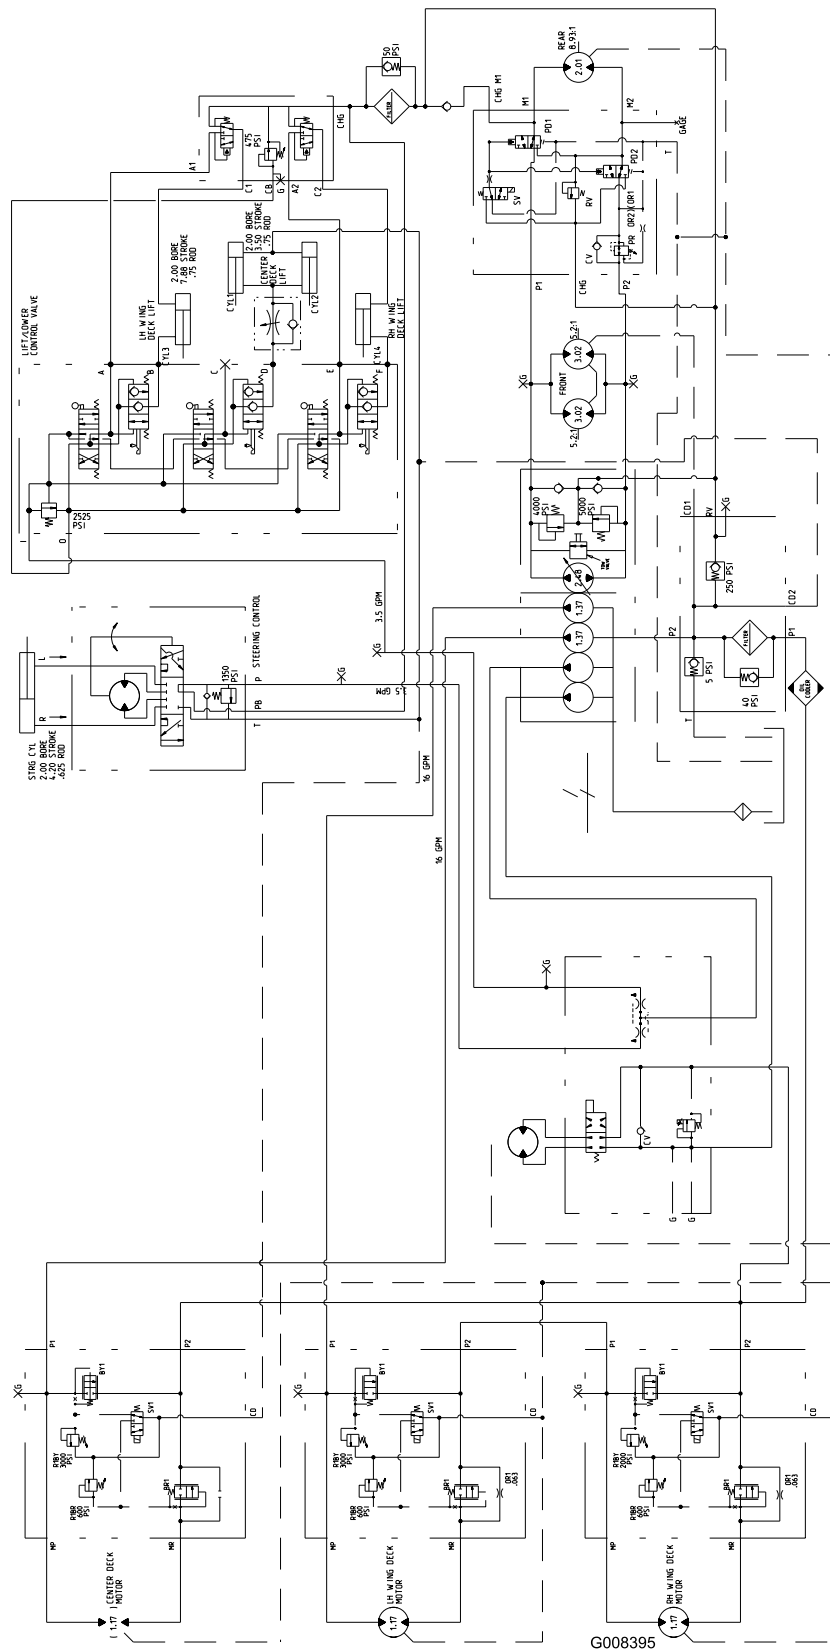 50
PSI
REAR
8.93:1
2.01
FILTER
CHG
CHG M1
M1
M2
GAGE
T
PD1
PD2
SV
RV
OR2
OR1
PR
CV
P1
CHG
P2
A1
475
PSI
C1
CB
G
A2
C2
2.00 BORE
7.88 STROKE
.75 ROD
2.00 BORE
3.50 STROKE
.75 ROD
CENTER
DECK
LIFT
CYL1
CYL2
LIFT/LOWER
CONTROL VALVE
LH WING
DECK LIFT
CYL3
RH WING
DECK LIFT
CYL4
A
B
C
D
E
F
2525
PSI
O
5.2:1
3.02
FRONT
3.02
5.2:1
G
G
4000
PSI
5000
PSI
TOW
VALVE
2.48
1.37
1.37
CD1
RV
G
250 PSI
CD2
P2
P1
FILTER
5 PSI
40
PSI
T
OIL
COOLER
3.5 GPM
G
STRG CYL
2.00 BORE
4.20 STROKE
.625 ROD
L
R
1350
PSI
STEERING CONTROL
P
PB
T
G
3.5 GPM
16 GPM
16 GPM
G
CV
G
G
P1
P2
G
BY1
SV1
CD
R1BY
3000
PSI
R1BR
600
PSI
BR1
MP
MR
CENTER DECK
MOTOR
1.17
P1
P2
G
BY1
SV1
CD
R1BY
3000
PSI
R1BR
600
PSI
BR1
OR1
.063
MP
MR
LH WING DECK
MOTOR
1.17
P1
P2
G
BY1
SV1
CD
R1BY
2000
PSI
R1BR
600
PSI
BR1
OR1
.063
MP
MR
RH WING DECK
MOTOR
1.17
G008395